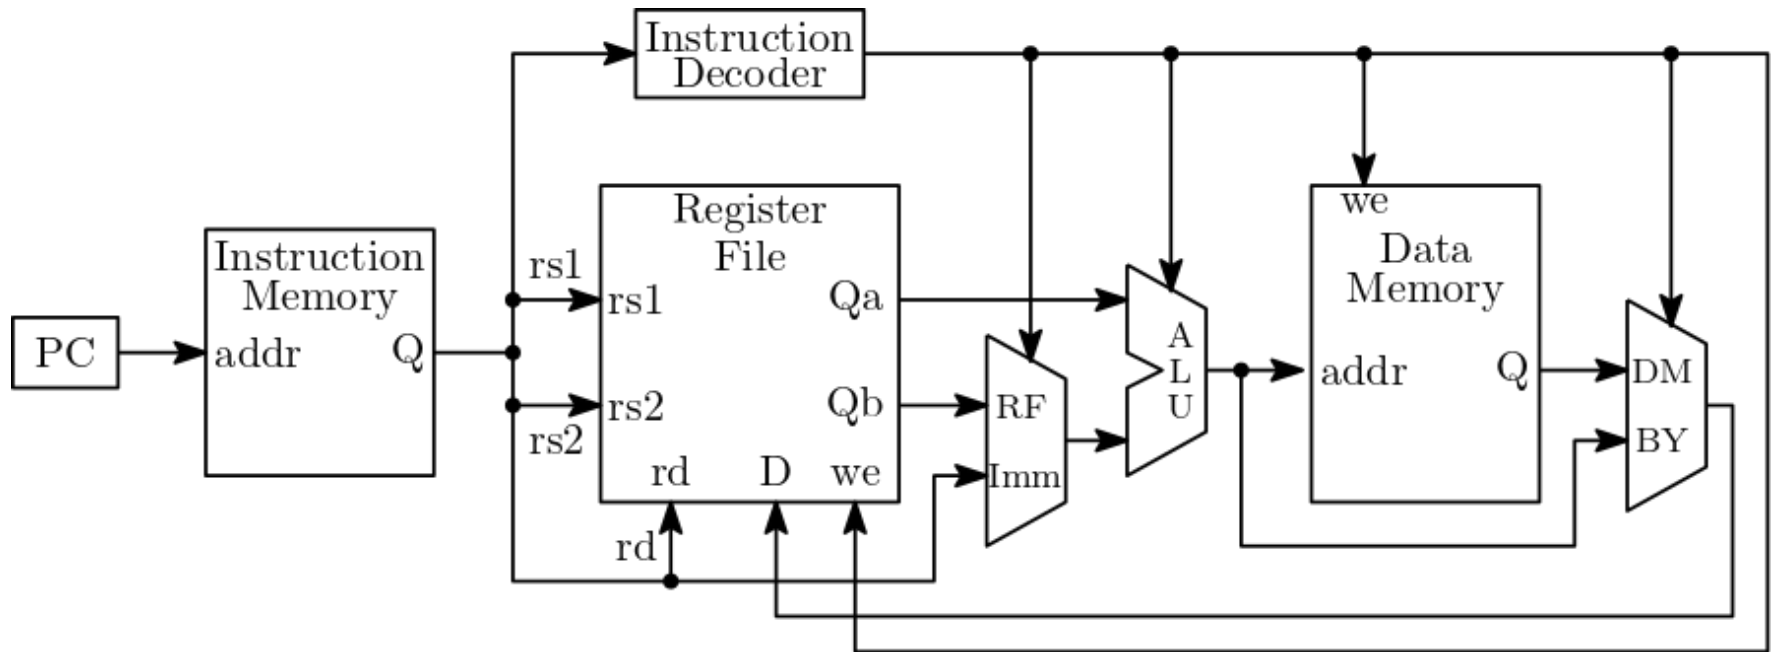 Instruction
Decoder
PC
Instruction
Memory
addr
Q
rs1
rs2
rd
Register
File
rs1
rs2
Qa
Qb
rd
D
we
RF
Imm
A
L
U
we
Data
Memory
addr
Q
DM
BY